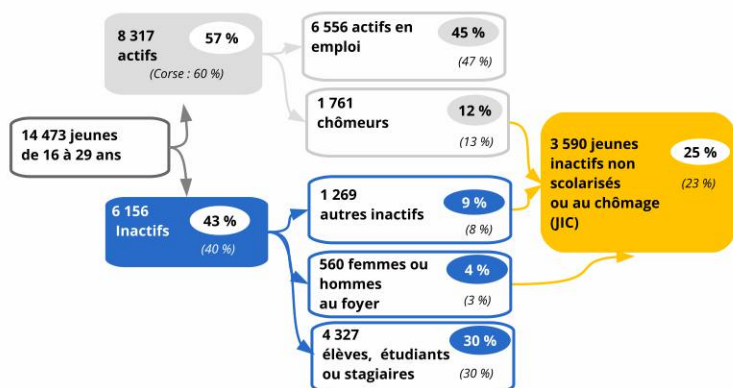 8 317
actifs
57 %
(Corse : 60 %)
6 556 actifs en
emploi
45 %
(47 %)
1 761
chômeurs
12 %
(13 %)
14 473 jeunes
de 16 à 29 ans
3 590 jeunes
inactifs non
scolarisés
ou au chômage
(JIC)
25 %
(23 %)
6 156
Inactifs
43 %
(40 %)
1 269
autres inactifs
9 %
(8 %)
560 femmes ou
hommes
au foyer
4 %
(3 %)
4 327
élèves, étudiants
ou stagiaires
30 %
(30 %)